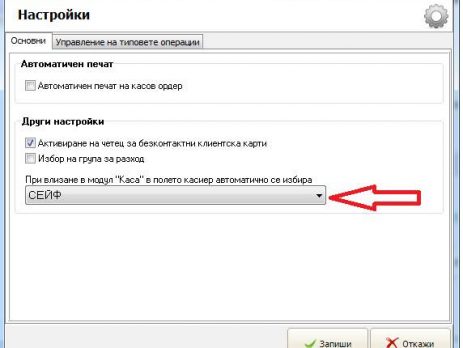 Настройки
Основни
Управление на типовете операции
Автоматичен печат
Автоматичен печат на касов ордер
Други настройки
Активиране на четец за безконтактни клиентска карти
Избор на група за разход
При влизане в модул "Каса" в полето касиер автоматично се избира
СЕЙФ
Запиши
Откажи